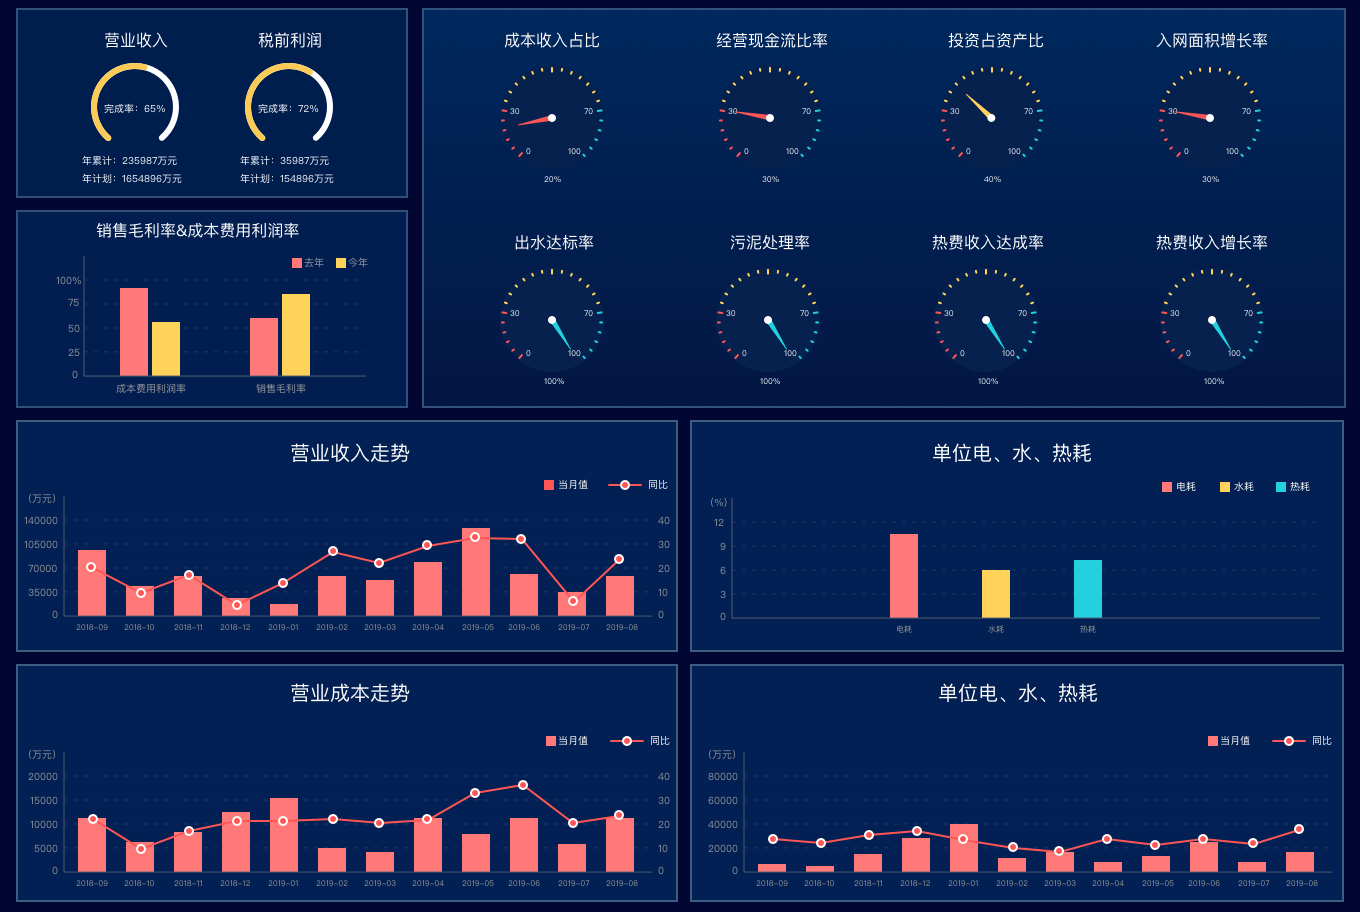 营业收入
税前利润
完成率：65%
完成率：72%
年累计：235987万元
年计划：1654896万元
年累计：35987万元
年计划：154896万元
销售毛利率&成本费用利润率
去年
今年
100%
75
50
25
0
成本费用利润率
销售毛利率
成本收入占比
30
70
0
100
20%
经营现金流比率
30
70
0
100
30%
投资占资产比
30
70
0
100
40%
入网面积增长率
30
70
0
100
30%
出水达标率
30
70
0
100
100%
污泥处理率
30
70
0
100
100%
热费收入达成率
30
70
0
100
100%
热费收入增长率
30
70
0
100
100%
营业收入走势
当月值
同比
(万元)
140000
105000
70000
35000
0
40
30
20
10
0
2018-09
2018-10
2018-11
2018-12
2019-01
2019-02
2019-03
2019-04
2019-05
2019-06
2019-07
2019-08
单位电、水、热耗
电耗
水耗
热耗
(%)
12
9
6
3
0
电耗
水耗
热耗
营业成本走势
当月值
同比
(万元)
20000
15000
10000
5000
0
40
30
20
10
0
2018-09
2018-10
2018-11
2018-12
2019-01
2019-02
2019-03
2019-04
2019-05
2019-06
2019-07
2019-08
单位电、水、热耗
当月值
同比
(万元)
80000
60000
40000
20000
0
2018-09
2018-10
2018-11
2018-12
2019-01
2019-02
2019-03
2019-04
2019-05
2019-06
2019-07
2019-08